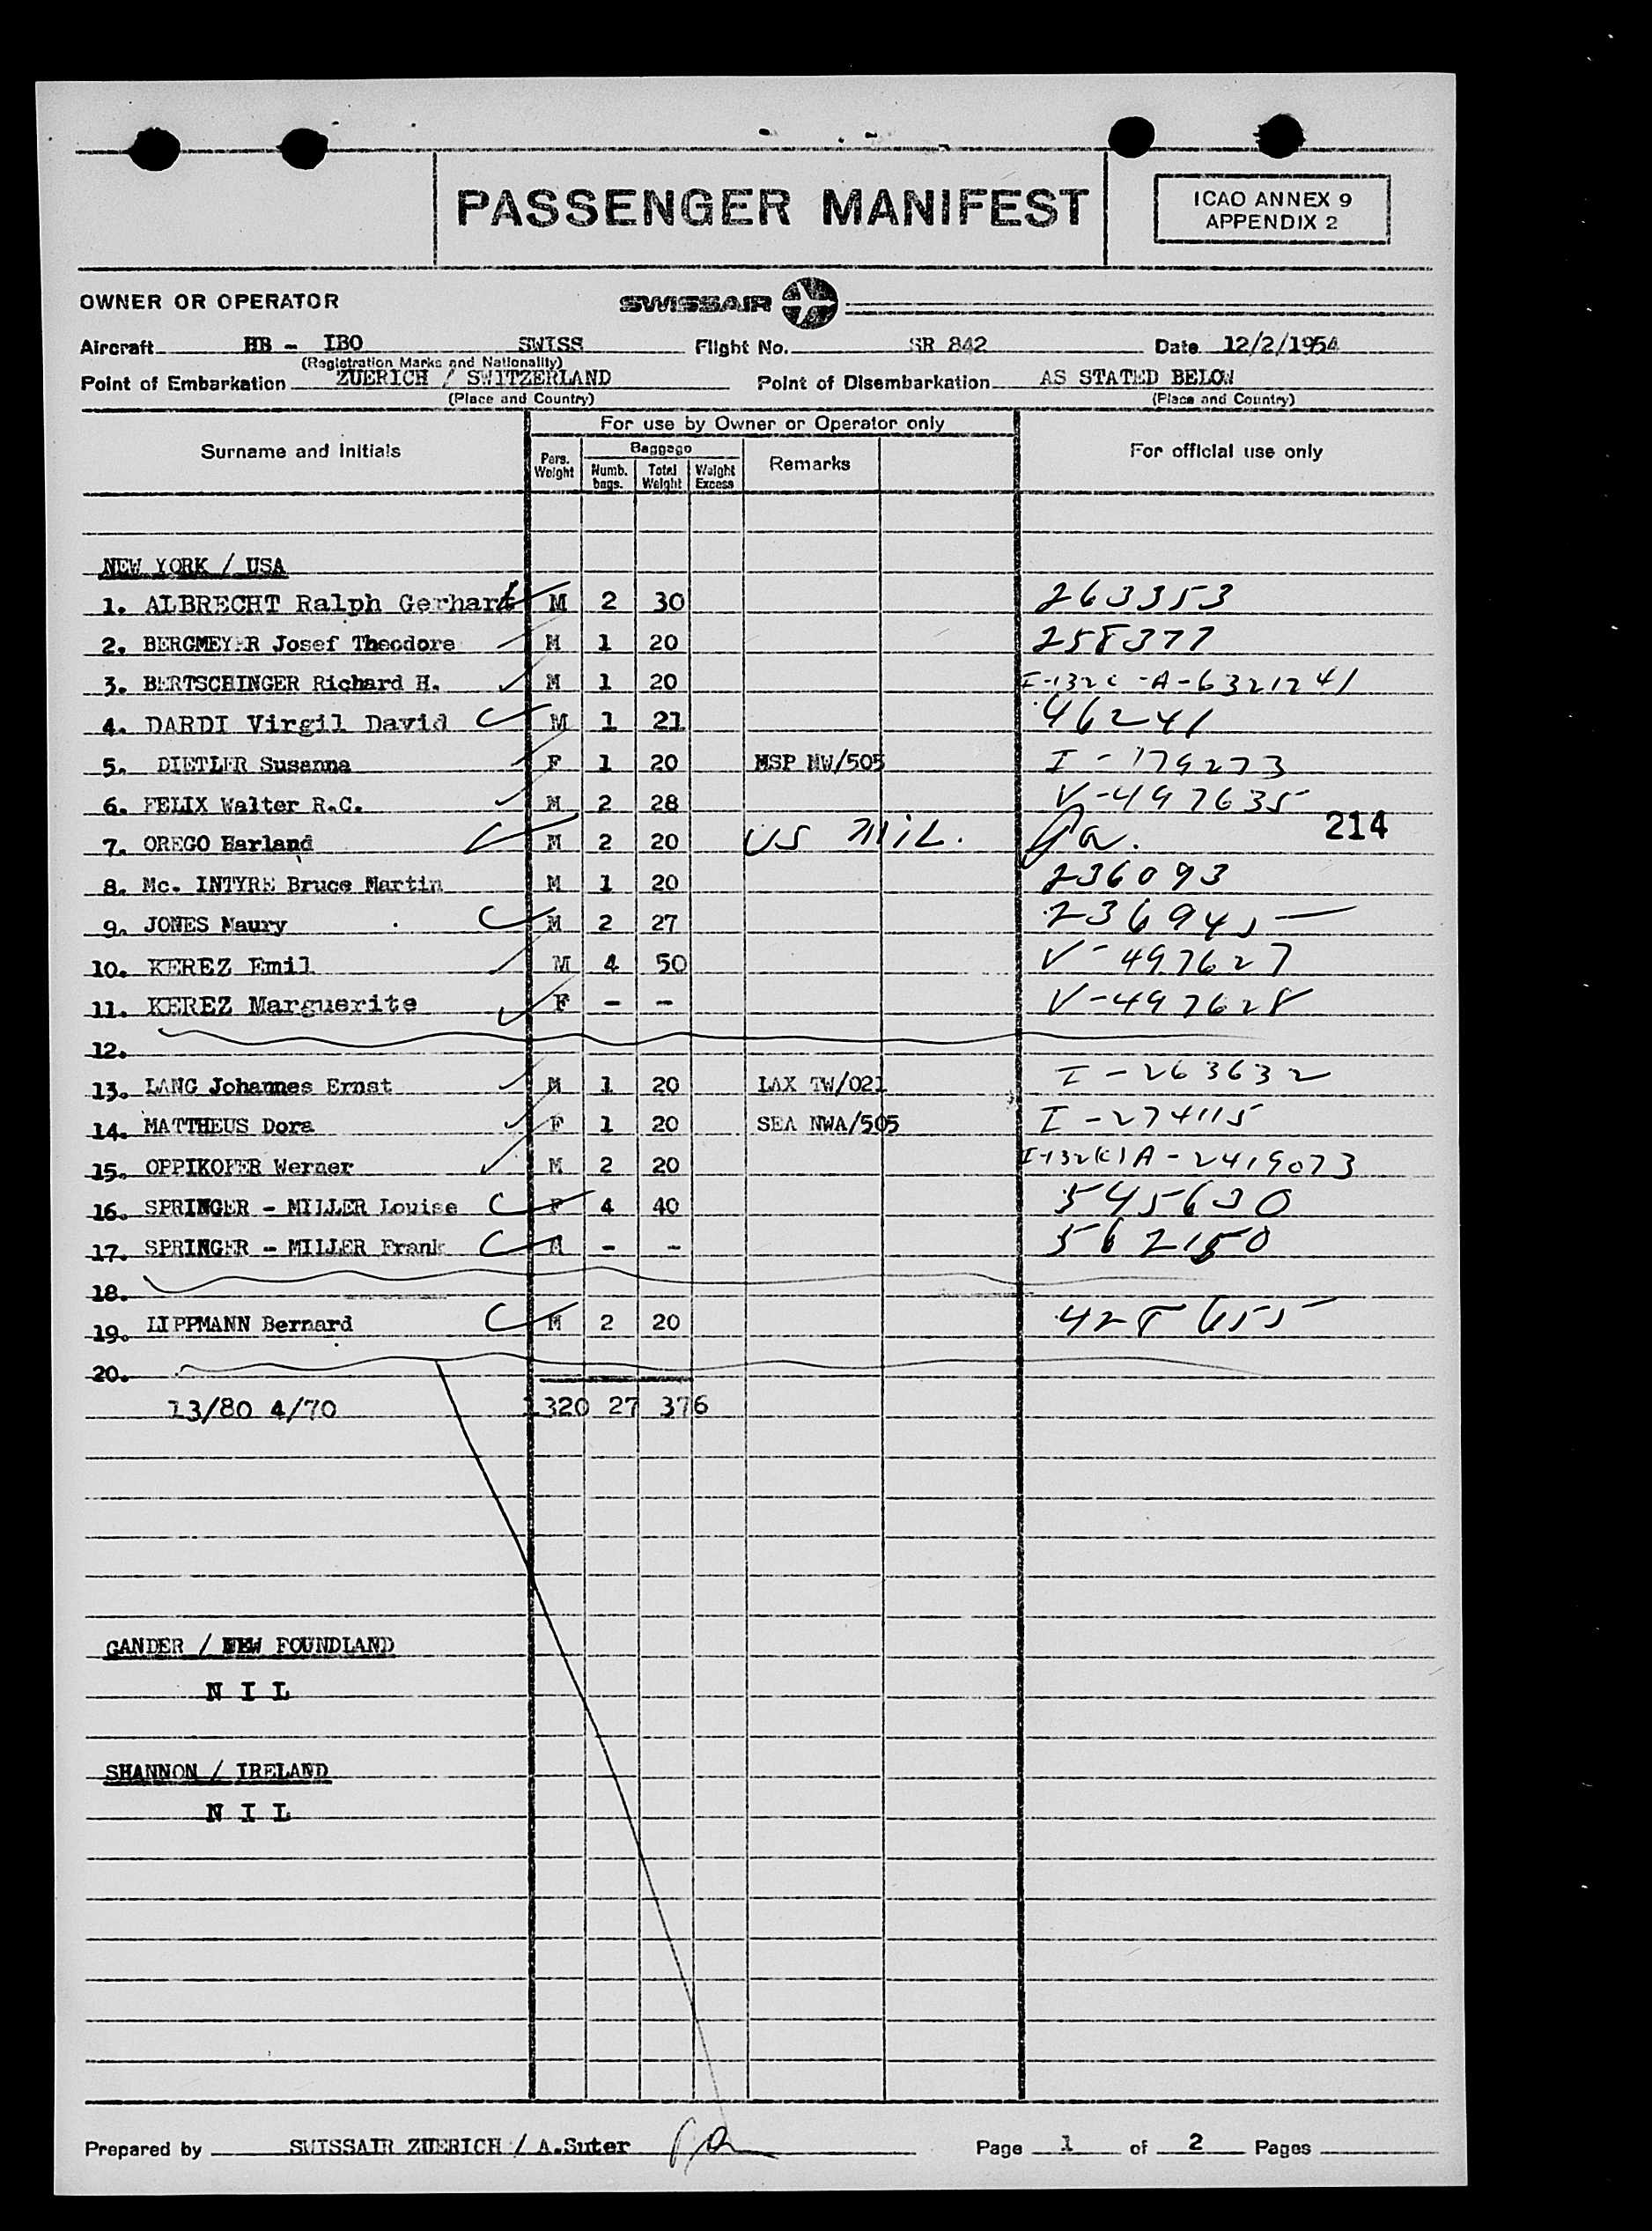 PASSENGER MANIFEST
ICAO ANNEX 9
APPENDIX 2
OWNER OR OPERATOR SWISSAIR
Aircraft HB - IBO SWISS Flight No. SR 842 Date 12/2/1954
(Registration Marks and Nationality)
Point of Embarkation ZUERICH / SWITZERLAND Point of Disembarkation AS STATED BELOW
(Place and Country) (Place and Country)
For use by Owner or Operator only
Surname and Initials Pers. Weight Baggage Numb. bags. Total Weight Weight Excess Remarks For official use only
NEW YORK / USA
1. ALBRECHT Ralph Gerhart M 2 30 263353
2. BERGMEYER Josef Theodore M 1 20 258377
3. BERTSCHINGER Richard H. M 1 20 A-6321241
4. DARDI Virgil David M 1 21 46241
5. DIETLER Susanna F 1 20 MSP NW/505 I-179273
6. FELIX Walter R.C. M 2 28 V-497635
214
7. OREGO Harland M 2 20 US MIL.
8. Mc. INTYRE Bruce Martin M 1 20 236093
9. JONES Maury M 2 27
10. KEREZ Emil M 4 50 V-497627
11. KEREZ Marguerite F - - V-497628
12.
13. LANG Johannes Ernst M 1 20 LAX TW/021 I-263632
14. MATTHEUS Dora F 1 20 SEA NWA/505 I-274115
15. OPPIKOFER Werner M 2 20 A-2419073
16. SPRINGER - MILLER Louise F 4 40 545630
17. SPRINGER - MILLER Frank M - - 562150
18.
19. LIPPMANN Bernard M 2 20 428655
20.
13/80 4/70 1320 27 376
GANDER / NEW FOUNDLAND
N I L
SHANNON / IRELAND
N I L
Prepared by SWISSAIR ZUERICH / A.Suter Page 1 of 2 Pages